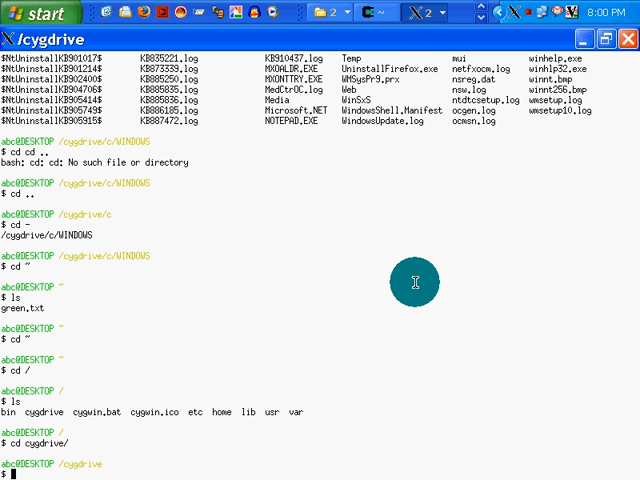 start
2
~
2
8:00 PM
/cygdrive
$NtUninstallKB901017$ KB835221.log KB910437.log Temp mui winhelp.exe
$NtUninstallKB901214$ KB873339.log MXOALDR.EXE UninstallFirefox.exe netfxocm.log winhlp32.exe
$NtUninstallKB902400$ KB885250.log MXONTTRY.EXE WMSysPr9.prx nsreg.dat winnt.bmp
$NtUninstallKB904706$ KB885835.log MedCtrOC.log Web nsw.log winnt256.bmp
$NtUninstallKB905414$ KB885836.log Media WinSxS ntdtcsetup.log wmsetup.log
$NtUninstallKB905749$ KB886185.log Microsoft.NET WindowsShell.Manifest ocgen.log wmsetup10.log
$NtUninstallKB905915$ KB887472.log NOTEPAD.EXE WindowsUpdate.log ocmsn.log
abc@DESKTOP /cygdrive/c/WINDOWS
$ cd cd ..
bash: cd: cd: No such file or directory
abc@DESKTOP /cygdrive/c/WINDOWS
$ cd ..
abc@DESKTOP /cygdrive/c
$ cd -
/cygdrive/c/WINDOWS
abc@DESKTOP /cygdrive/c/WINDOWS
$ cd ~
abc@DESKTOP ~
$ ls
green.txt
abc@DESKTOP ~
$ cd ~
abc@DESKTOP ~
$ cd /
abc@DESKTOP /
$ ls
bin cygdrive cygwin.bat cygwin.ico etc home lib usr var
abc@DESKTOP /
$ cd cygdrive/
abc@DESKTOP /cygdrive
$